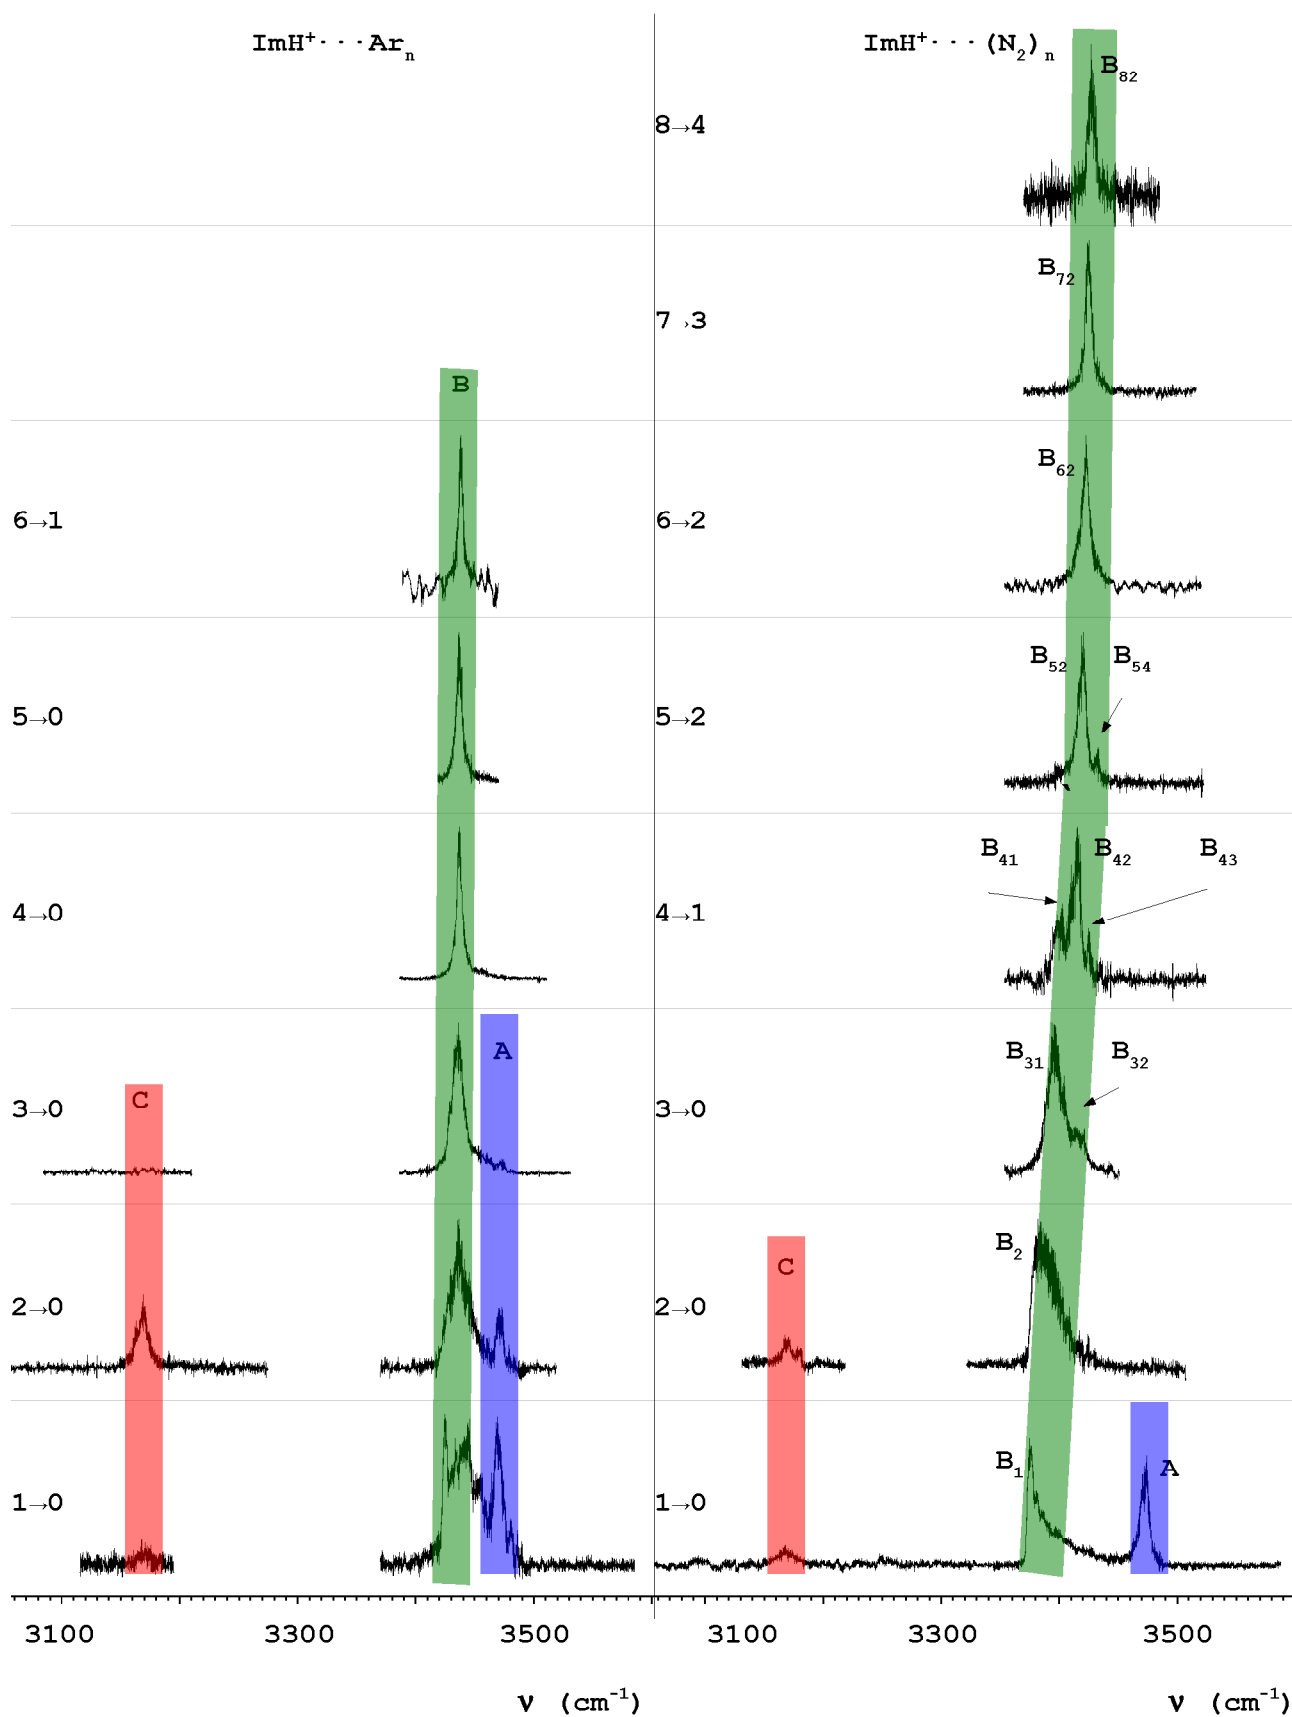 ImH⁺···Arₙ
ImH⁺···(N₂)ₙ
B₈₂
8→4
B₇₂
7→3
B
B₆₂
6→1
6→2
B₅₂
B₅₄
5→0
5→2
B₄₁
B₄₂
B₄₃
4→0
4→1
A
B₃₁
B₃₂
C
3→0
3→0
B₂
C
2→0
2→0
B₁
A
1→0
1→0
3100 3300 3500
3100 3300 3500
ν (cm⁻¹)
ν (cm⁻¹)